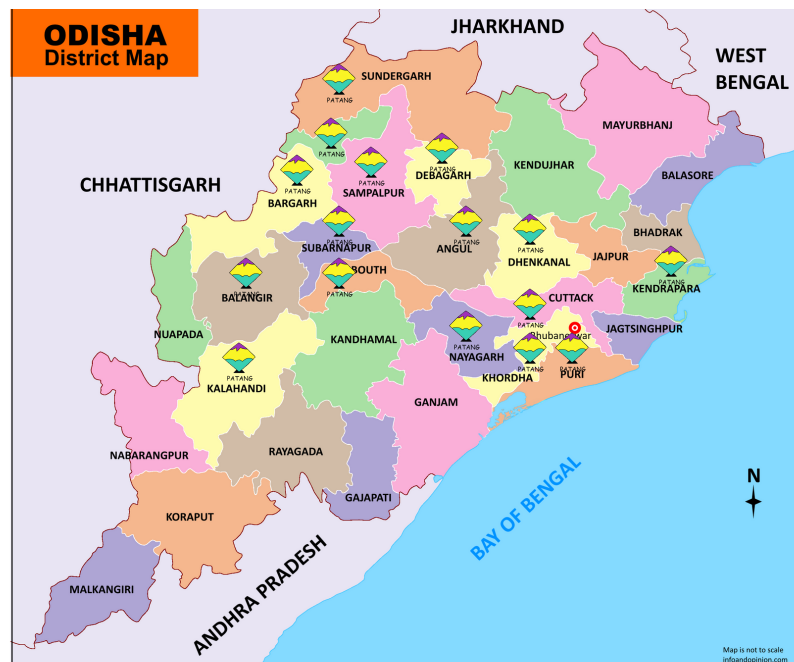 ODISHA
District Map
JHARKHAND
WEST
BENGAL
CHHATTISGARH
SUNDERGARH
PATANG
MAYURBHANJ
PATANG
KENDUJHAR
PATANG
DEBAGARH
BALASORE
PATANG
SAMPALPUR
PATANG
BARGARH
BHADRAK
PATANG
SUBARNAPUR
PATANG
ANGUL
PATANG
DHENKANAL
JAJPUR
PATANG
KENDRAPARA
BOUTH
PATANG
BALANGIR
PATANG
CUTTACK
PATANG
NUAPADA
KANDHAMAL
Bhubaneswar
JAGTSINGHPUR
PATANG
NAYAGARH
PATANG
KHORDHA
PATANG
PURI
PATANG
KALAHANDI
GANJAM
NABARANGPUR
RAYAGADA
GAJAPATI
KORAPUT
MALKANGIRI
BAY OF BENGAL
ANDHRA PRADESH
N
Map is not to scale
infoandopinion.com